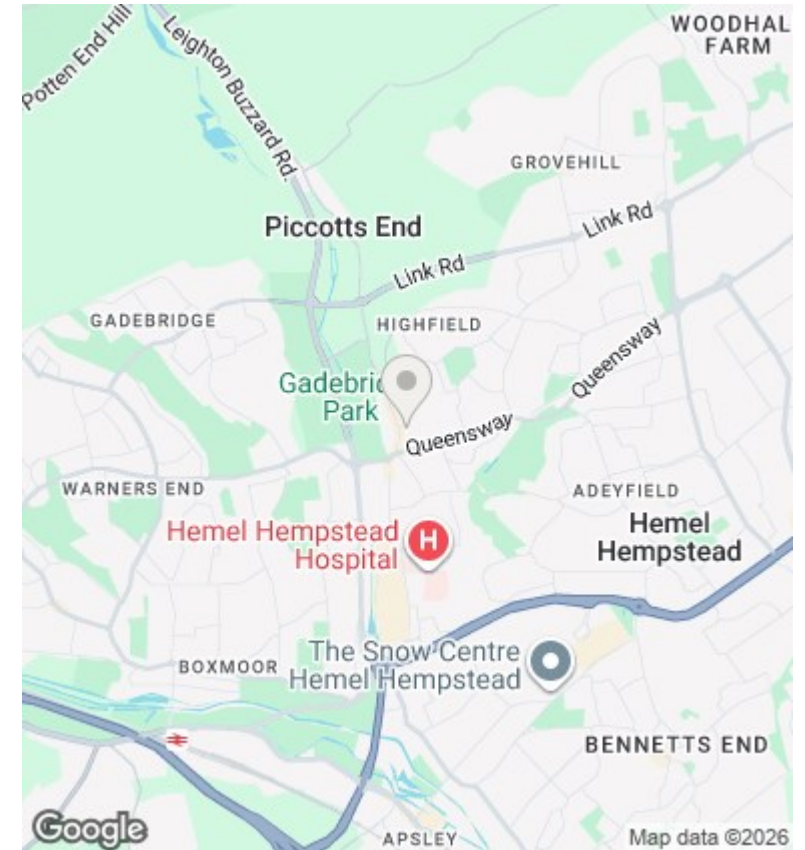 WOODHAL
FARM
Potten End Hill
Leighton Buzzard Rd.
GROVEHILL
Piccotts End
Link Rd
Link Rd
GADEBRIDGE
HIGHFIELD
Gadebri
Park
Queensway
Queensway
WARNERS END
ADEYFIELD
Hemel
Hempstead
Hemel Hempstead
Hospital
H
The Snow Centre
Hemel Hempstead
BOXMOOR
BENNETTS END
Google
APSLEY
Map data ©2026